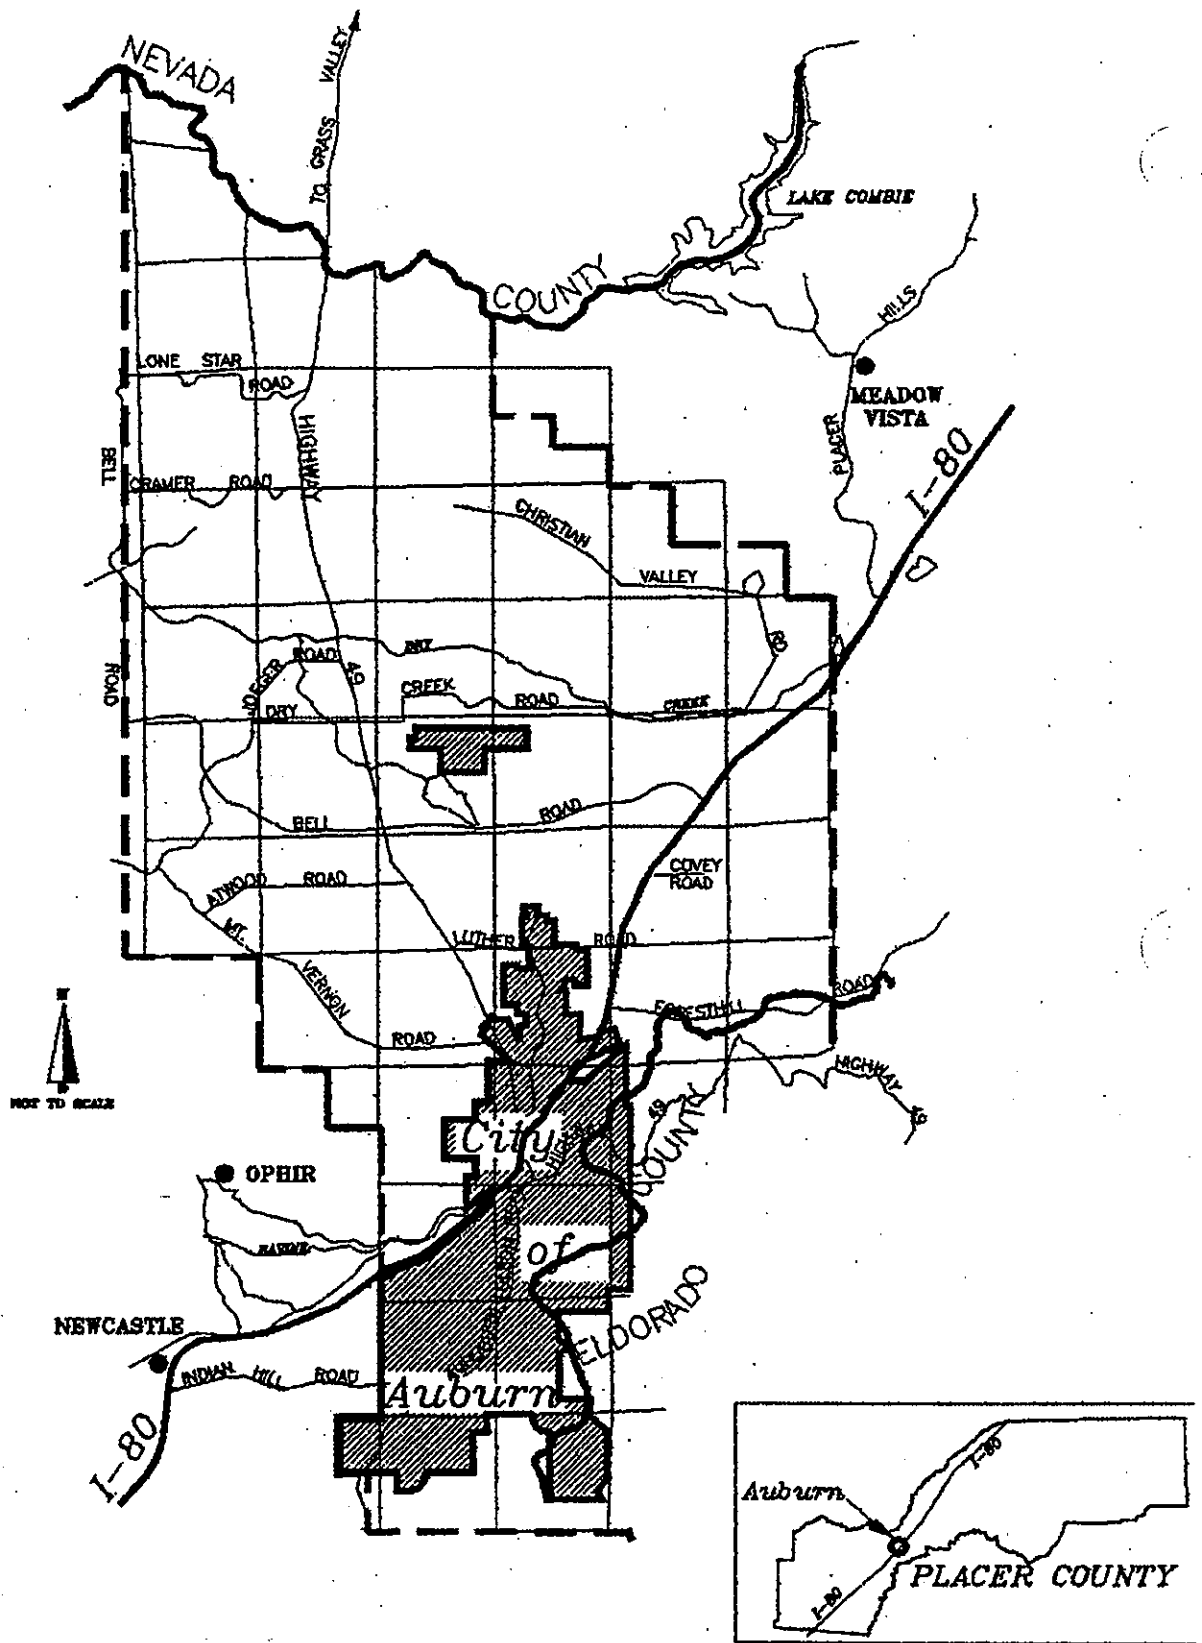 NEVADA
TO GRASS VALLEY
LAKE COMBIE
COUNTY
PLACER HILLS
MEADOW
VISTA
I-80
LONE STAR
ROAD
HIGHWAY
49
BELL
ROAD
CRAMER ROAD
CHRISTIAN
VALLEY
RD
JOEGER ROAD
DRY
CREEK
DRY
CREEK
ROAD
BELL
ROAD
COVEY
ROAD
ATWOOD ROAD
MT.
VERNON
ROAD
LUTHER ROAD
FORESTHILL
ROAD
HIGHWAY
49
N
NOT TO SCALE
City
of
Auburn
49
COUNTY
ELDORADO
OPHIR
RAVINE
NEWCASTLE
INDIAN HILL ROAD
I-80
Auburn
I-80
I-80
PLACER COUNTY